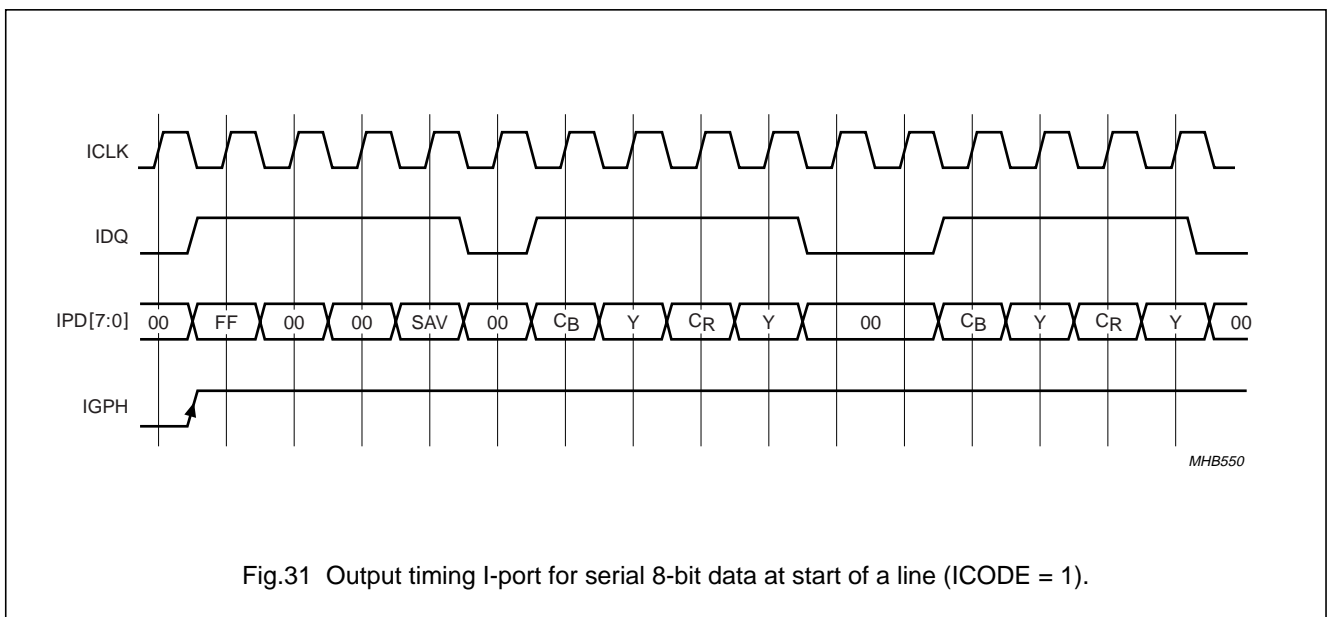 ICLK
IDQ
IPD[7:0] 00 FF 00 00 SAV 00 CB Y CR Y 00 CB Y CR Y 00
IGPH
MHB550
Fig.31 Output timing I-port for serial 8-bit data at start of a line (ICODE = 1).